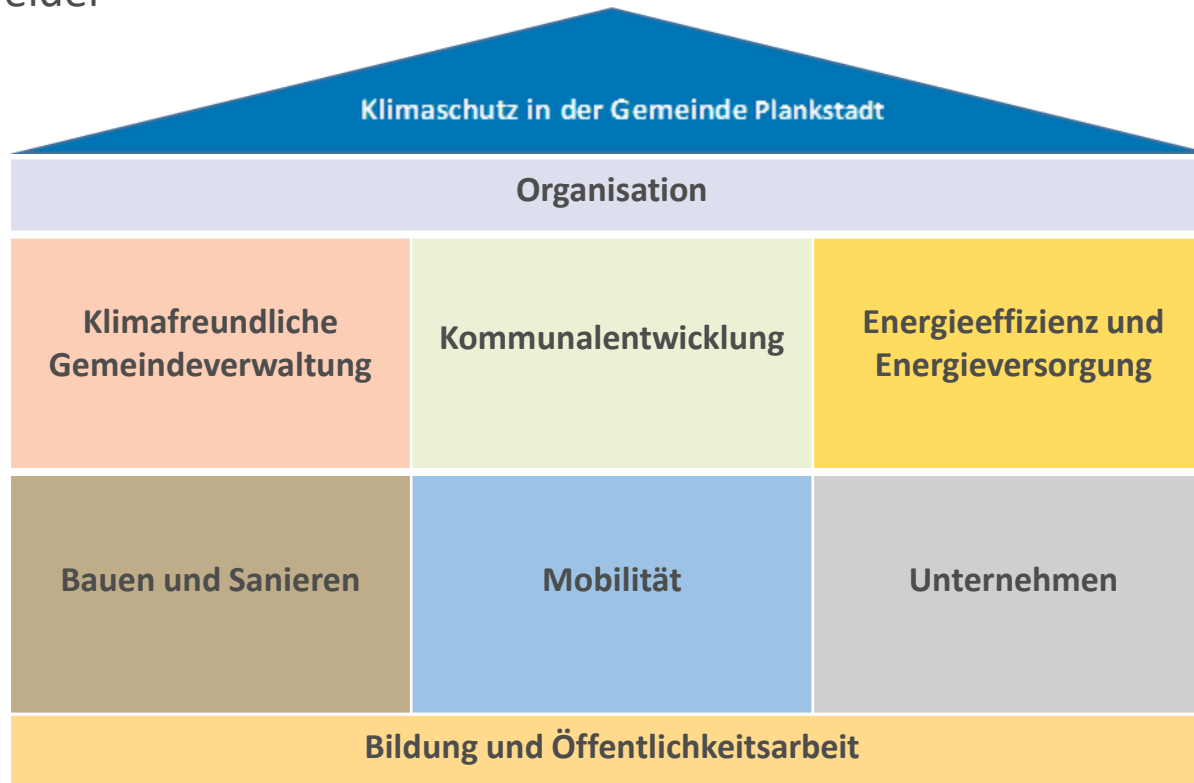 Klimaschutz in der Gemeinde Plankstadt
Organisation
Klimafreundliche
Gemeindeverwaltung
Kommunalentwicklung
Energieeffizienz und
Energieversorgung
Bauen und Sanieren
Mobilität
Unternehmen
Bildung und Öffentlichkeitsarbeit